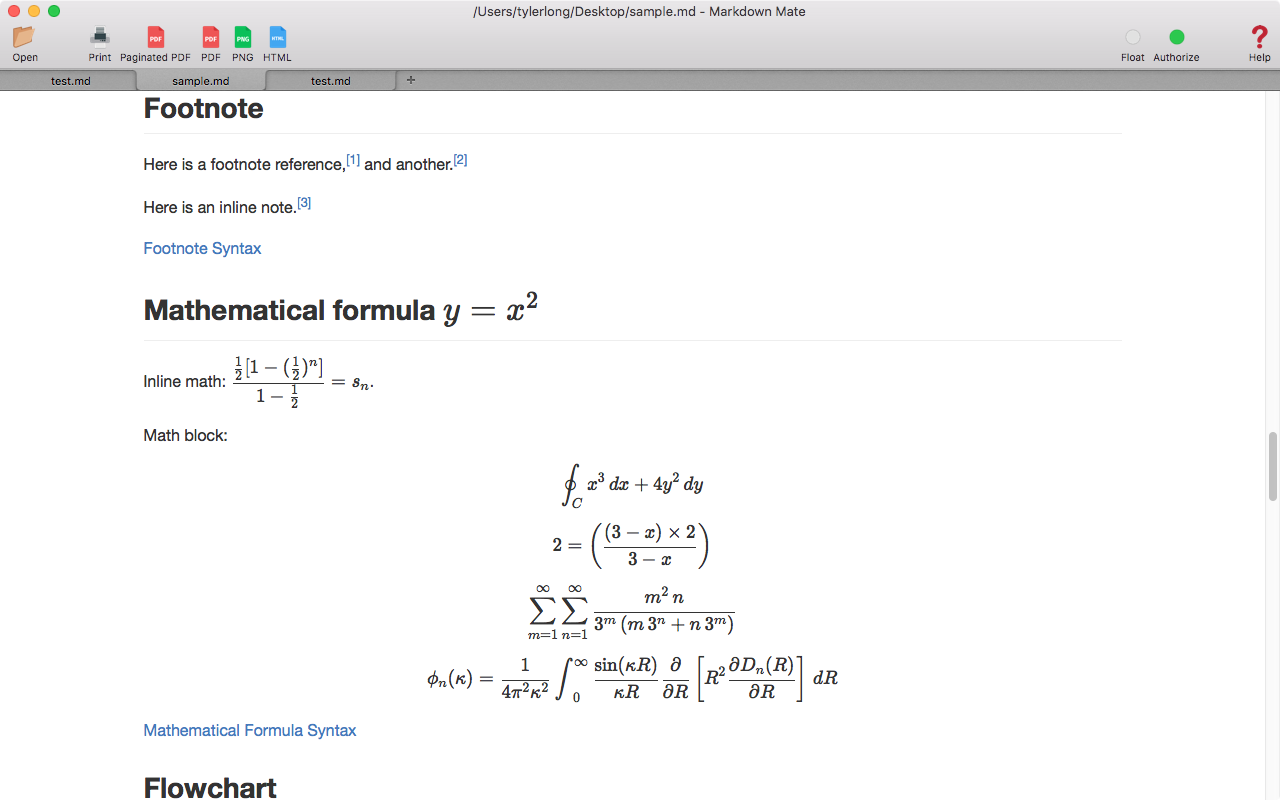 /Users/tylerlong/Desktop/sample.md - Markdown Mate
Open Print Paginated PDF PDF PNG HTML Float Authorize Help
test.md sample.md test.md +
Footnote
Here is a footnote reference,[1] and another.[2]
Here is an inline note.[3]
Footnote Syntax
Mathematical formula $y = x^2$
Inline math: $\frac{\frac{1}{2}[1-(\frac{1}{2})^n]}{1-\frac{1}{2}} = s_n$.
Math block:
$\oint_C x^3\, dx + 4y^2\, dy$
$2 = \left(\frac{(3-x) \times 2}{3-x}\right)$
$\sum_{m=1}^\infty\sum_{n=1}^\infty\frac{m^2\,n}{3^m\left(m\,3^n+n\,3^m\right)}$
$\phi_n(\kappa) = \frac{1}{4\pi^2\kappa^2} \int_0^\infty \frac{\sin(\kappa R)}{\kappa R} \frac{\partial}{\partial R} \left[R^2\frac{\partial D_n(R)}{\partial R}\right]\,dR$
Mathematical Formula Syntax
Flowchart